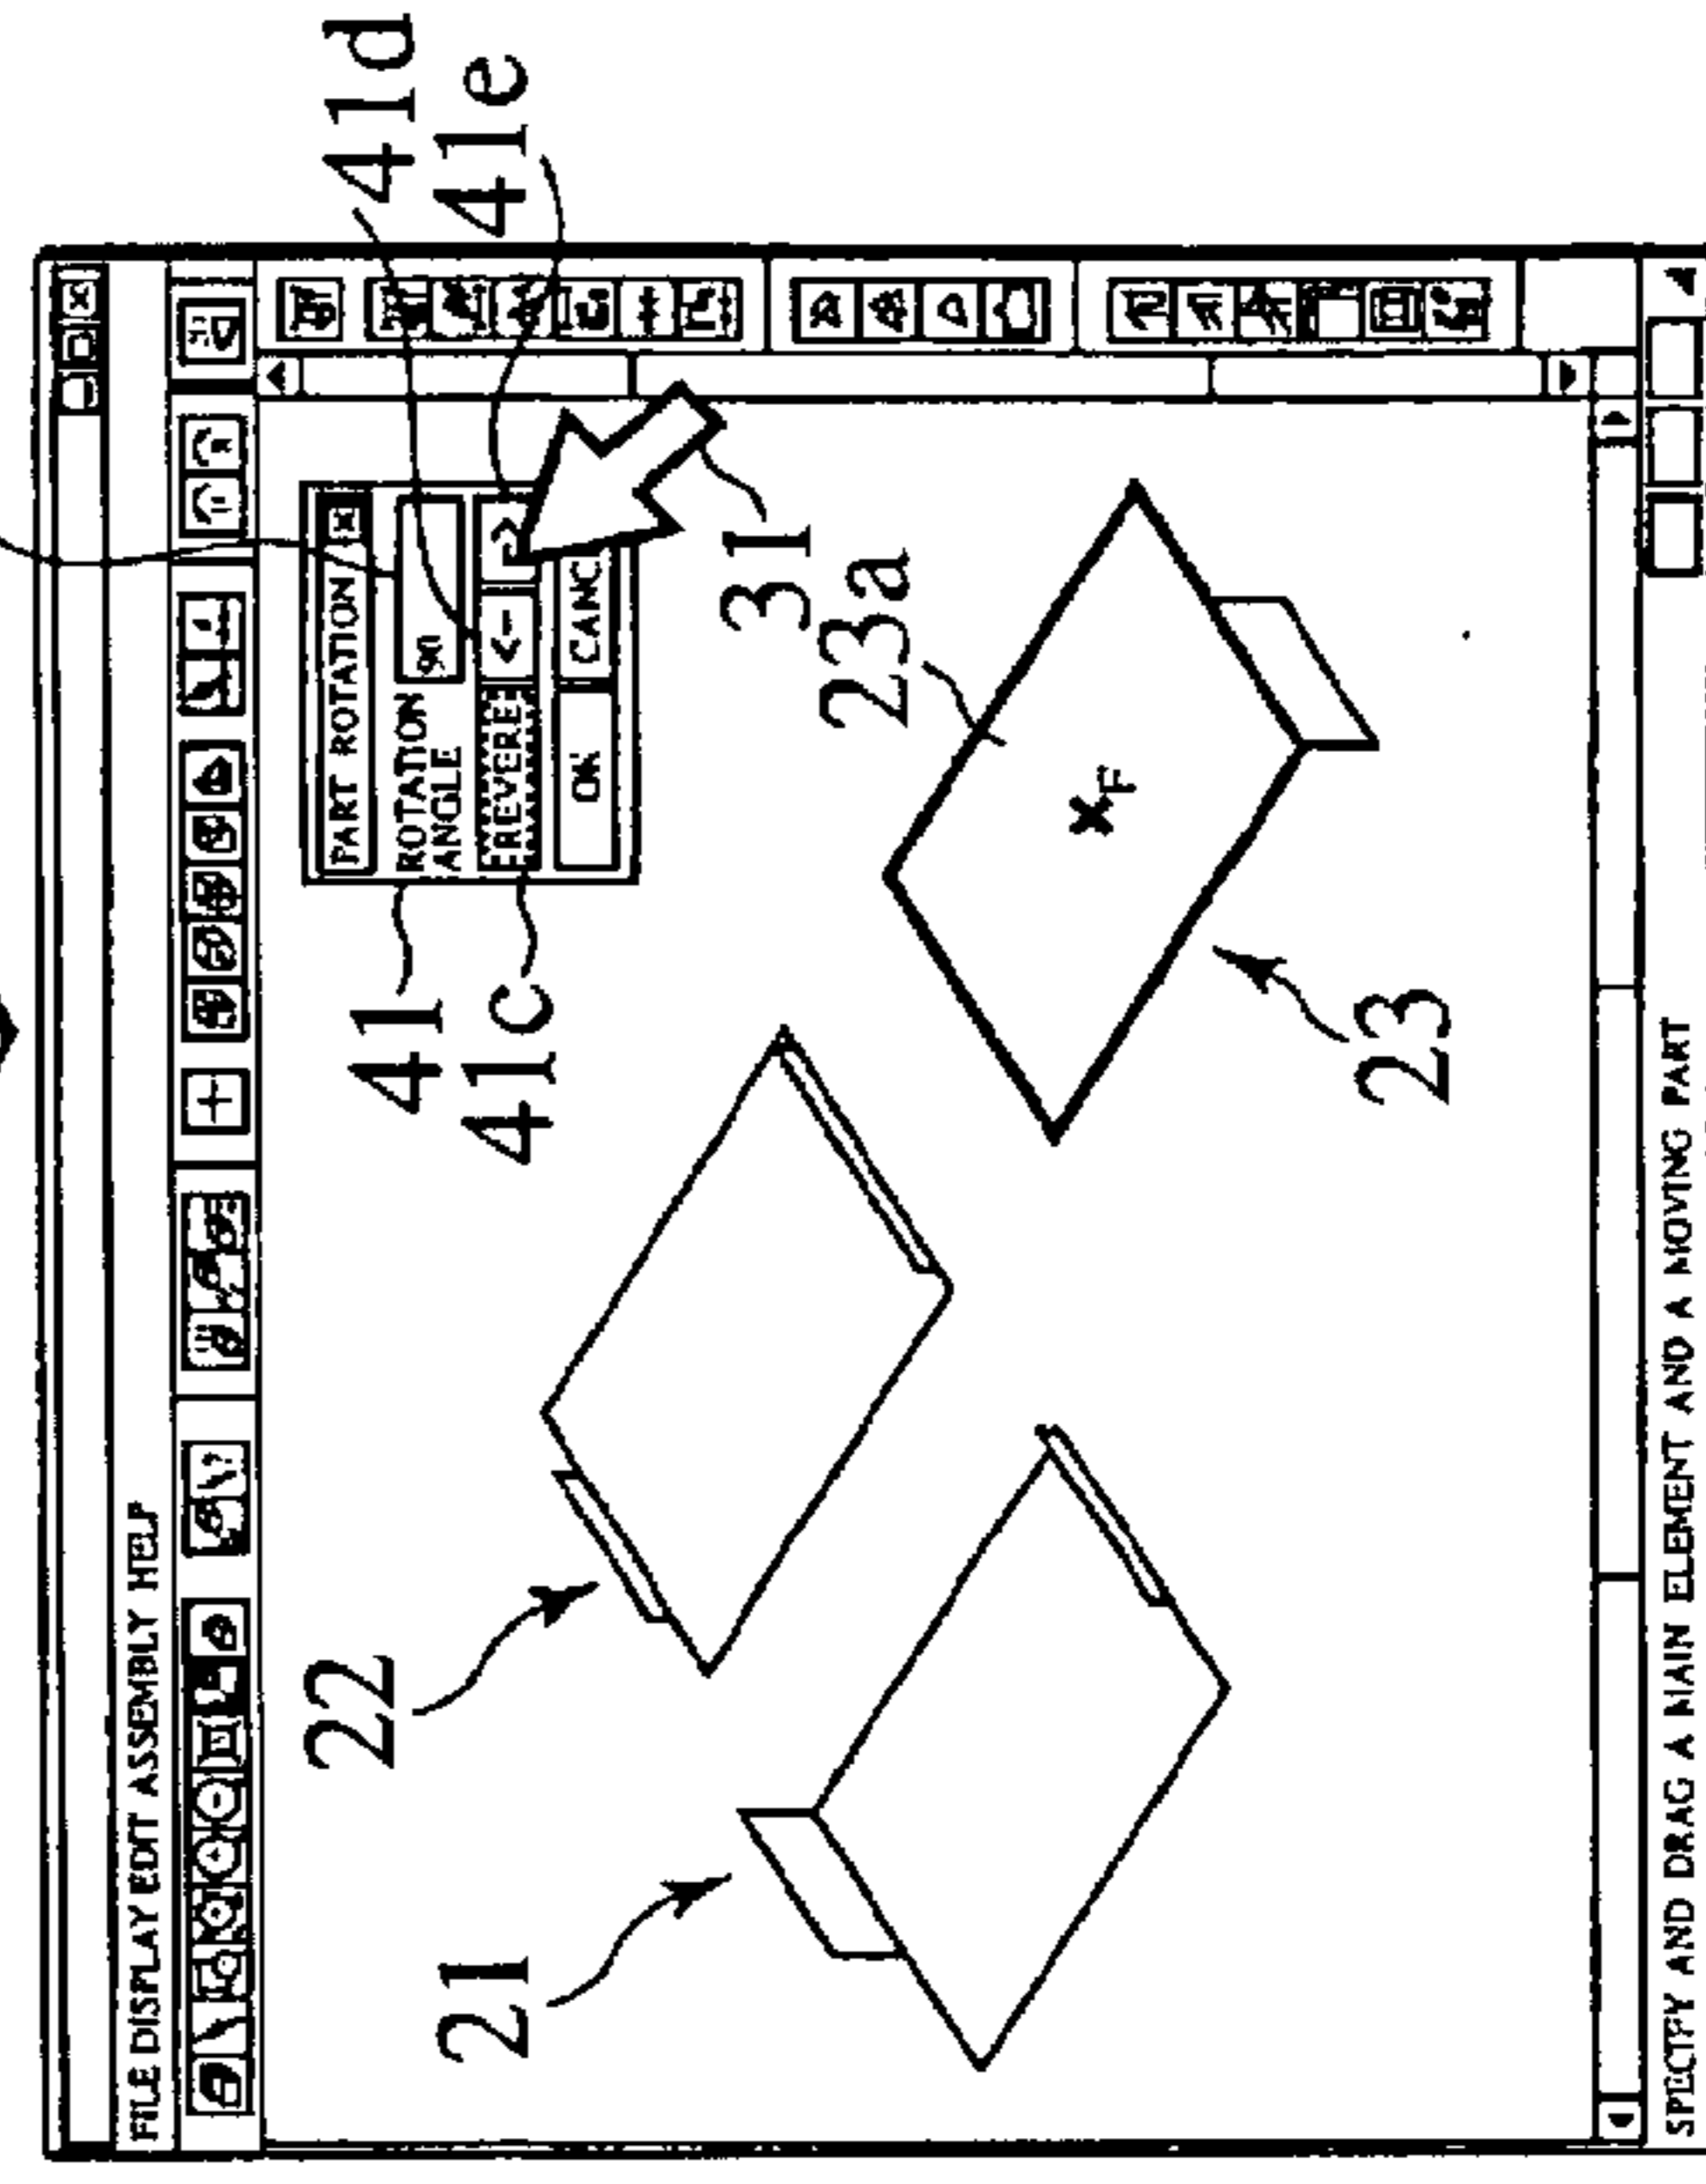 FILE DISPLAY EDIT ASSEMBLY HELP
41d
41e
PART ROTATION
ROTATION
ANGLE
90
REVERE
<-
OK
CANC
41
41c
31
22
21
23a
×F
23
SPECIFY AND DRAG A MAIN ELEMENT AND A MOVING PART